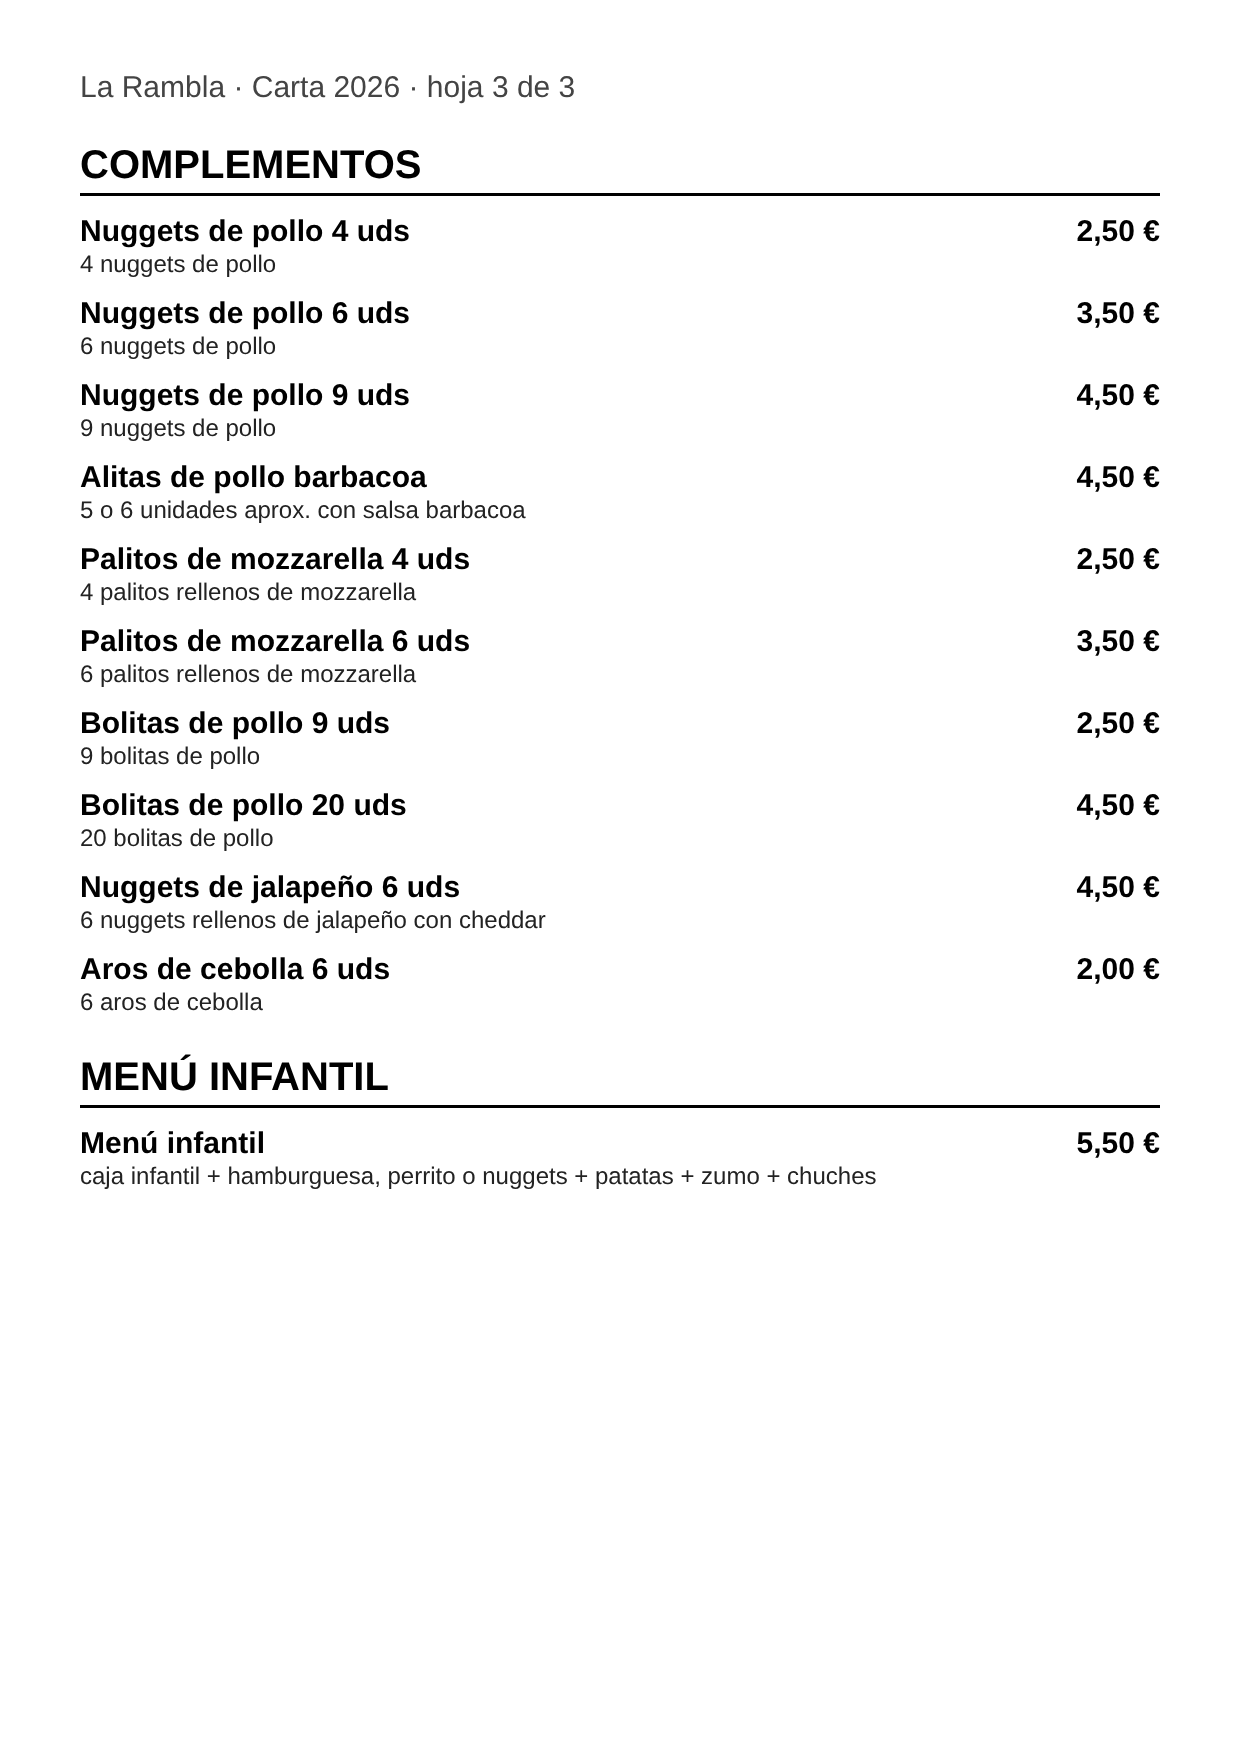 La Rambla · Carta 2026 · hoja 3 de 3
COMPLEMENTOS
Nuggets de pollo 4 uds 2,50 €
4 nuggets de pollo
Nuggets de pollo 6 uds 3,50 €
6 nuggets de pollo
Nuggets de pollo 9 uds 4,50 €
9 nuggets de pollo
Alitas de pollo barbacoa 4,50 €
5 o 6 unidades aprox. con salsa barbacoa
Palitos de mozzarella 4 uds 2,50 €
4 palitos rellenos de mozzarella
Palitos de mozzarella 6 uds 3,50 €
6 palitos rellenos de mozzarella
Bolitas de pollo 9 uds 2,50 €
9 bolitas de pollo
Bolitas de pollo 20 uds 4,50 €
20 bolitas de pollo
Nuggets de jalapeño 6 uds 4,50 €
6 nuggets rellenos de jalapeño con cheddar
Aros de cebolla 6 uds 2,00 €
6 aros de cebolla
MENÚ INFANTIL
Menú infantil 5,50 €
caja infantil + hamburguesa, perrito o nuggets + patatas + zumo + chuches